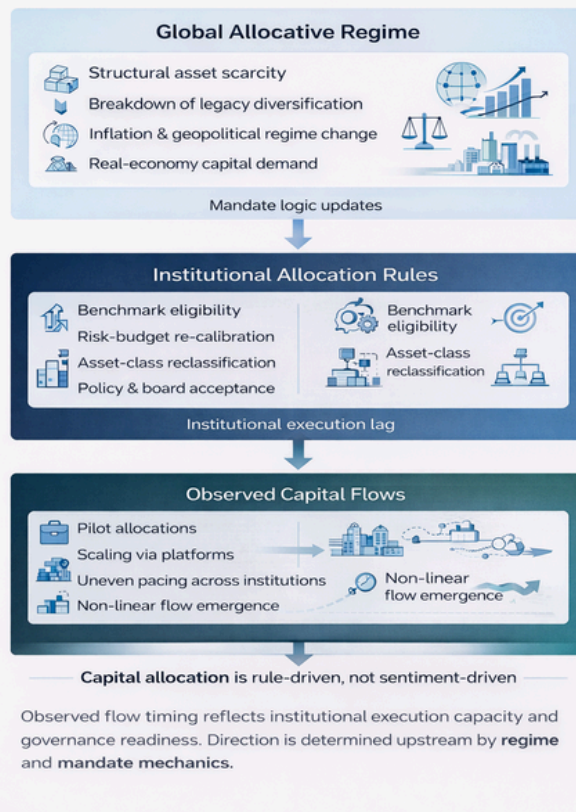 Global Allocative Regime
Structural asset scarcity
Breakdown of legacy diversification
Inflation & geopolitical regime change
Real-economy capital demand
Mandate logic updates
Institutional Allocation Rules
Benchmark eligibility
Risk-budget re-calibration
Asset-class reclassification
Policy & board acceptance
Benchmark
eligibility
Asset-class
reclassification
Institutional execution lag
Observed Capital Flows
Pilot allocations
Scaling via platforms
Uneven pacing across institutions
Non-linear flow emergence
Non-linear
flow emergence
Capital allocation is rule-driven, not sentiment-driven
Observed flow timing reflects institutional execution capacity and
governance readiness. Direction is determined upstream by regime
and mandate mechanics.